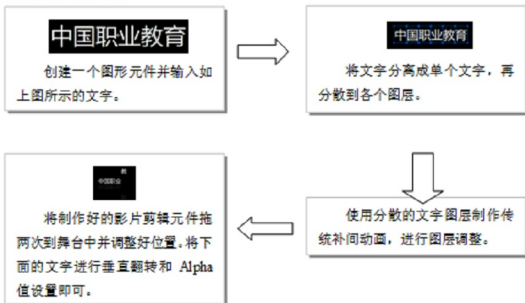 中国职业教育
创建一个图形元件并输入如
上图所示的文字。
中国职业教育
将文字分离成单个文字，再
分散到各个图层。
使用分散的文字图层制作传
统补间动画，进行图层调整。
教
中国职业
将制作好的影片剪辑元件拖
两次到舞台中并调整好位置。将下
面的文字进行垂直翻转和 Alpha
值设置即可。